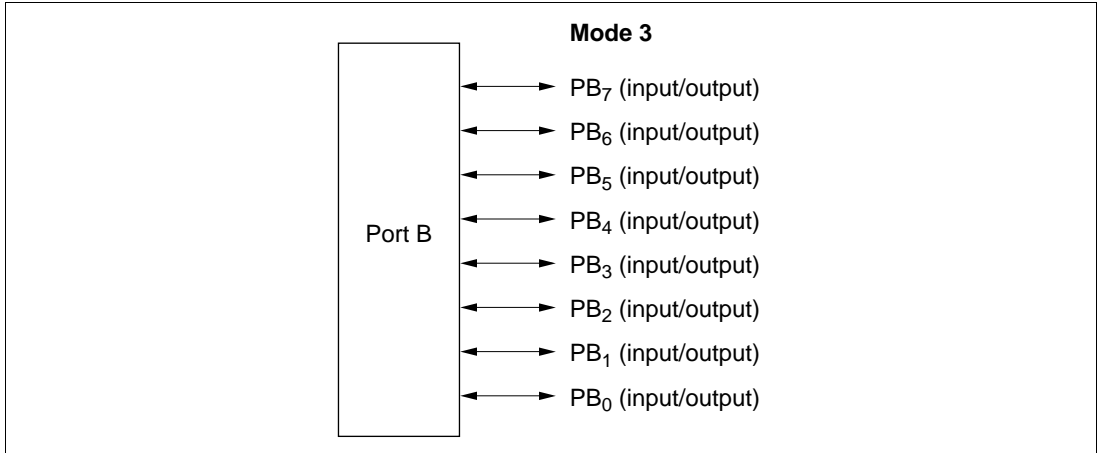 Mode 3
PB7 (input/output)
PB6 (input/output)
PB5 (input/output)
PB4 (input/output)
Port B
PB3 (input/output)
PB2 (input/output)
PB1 (input/output)
PB0 (input/output)